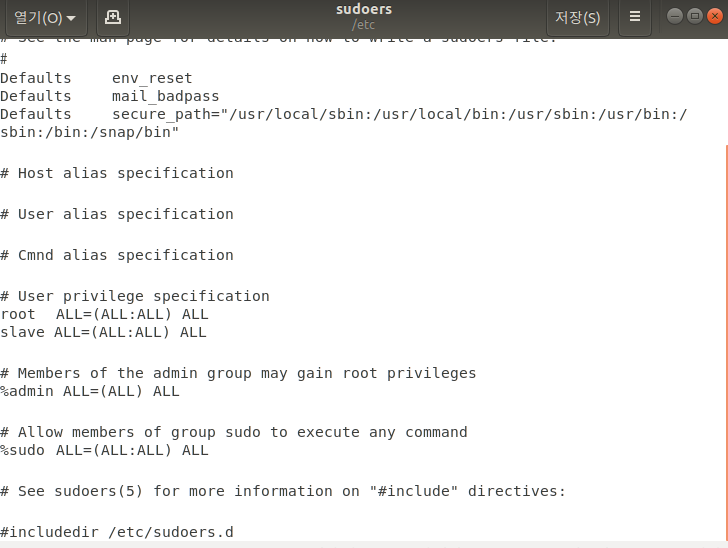 열기(O)
sudoers
/etc
저장(S)
# See the man page for details on how to write a sudoers file.
#
Defaults env_reset
Defaults mail_badpass
Defaults secure_path="/usr/local/sbin:/usr/local/bin:/usr/sbin:/usr/bin:/
sbin:/bin:/snap/bin"
# Host alias specification
# User alias specification
# Cmnd alias specification
# User privilege specification
root ALL=(ALL:ALL) ALL
slave ALL=(ALL:ALL) ALL
# Members of the admin group may gain root privileges
%admin ALL=(ALL) ALL
# Allow members of group sudo to execute any command
%sudo ALL=(ALL:ALL) ALL
# See sudoers(5) for more information on "#include" directives:
#includedir /etc/sudoers.d